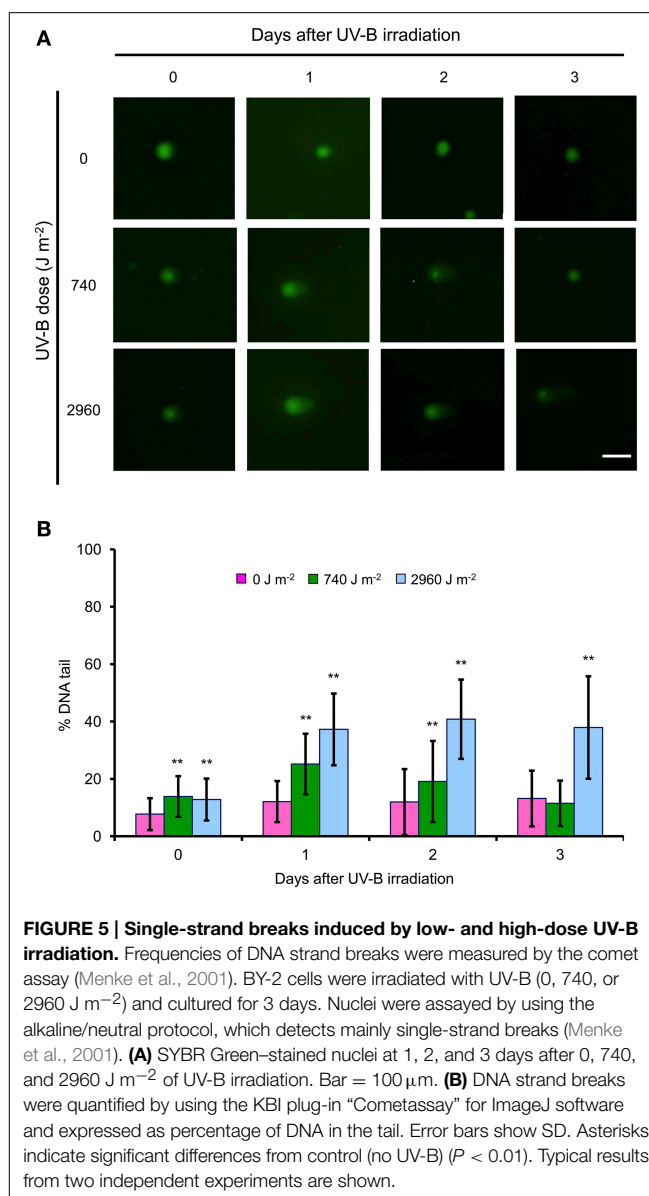 A
Days after UV-B irradiation
0 1 2 3
UV-B dose (J m-2)
0
740
2960
B
100
80
60
40
20
0
% DNA tail
0 J m-2 740 J m-2 2960 J m-2
** **
** **
** **
**
0 1 2 3
Days after UV-B irradiation
FIGURE 5 | Single-strand breaks induced by low- and high-dose UV-B
irradiation. Frequencies of DNA strand breaks were measured by the comet
assay (Menke et al., 2001). BY-2 cells were irradiated with UV-B (0, 740, or
2960 J m−2) and cultured for 3 days. Nuclei were assayed by using the
alkaline/neutral protocol, which detects mainly single-strand breaks (Menke
et al., 2001). (A) SYBR Green–stained nuclei at 1, 2, and 3 days after 0, 740,
and 2960 J m−2 of UV-B irradiation. Bar = 100 μm. (B) DNA strand breaks
were quantified by using the KBI plug-in “Cometassay” for ImageJ software
and expressed as percentage of DNA in the tail. Error bars show SD. Asterisks
indicate significant differences from control (no UV-B) (P < 0.01). Typical results
from two independent experiments are shown.